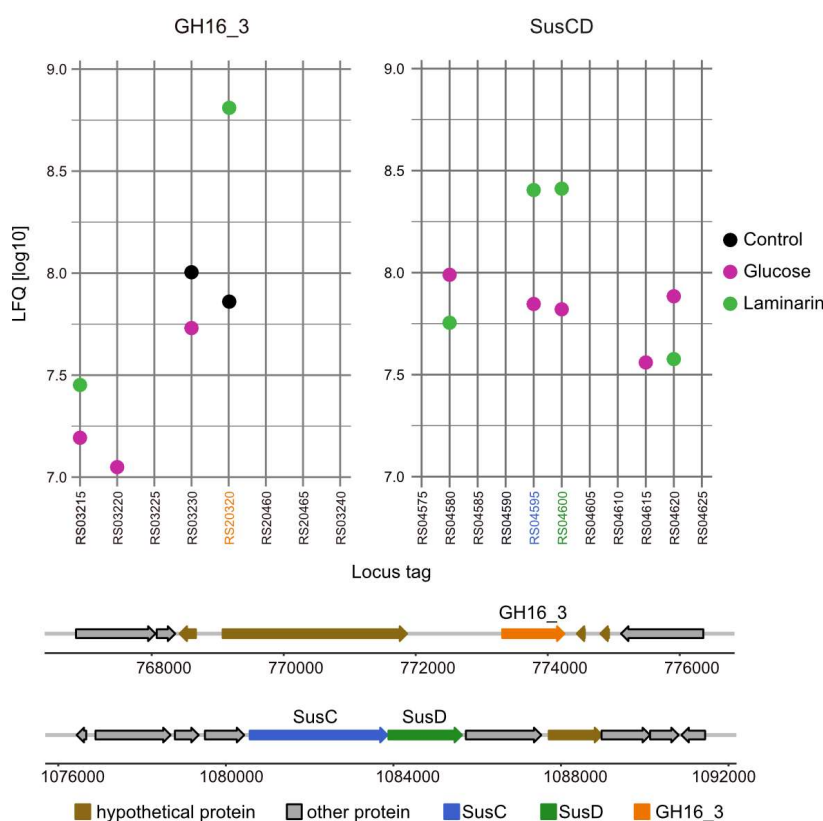 GH16_3
SusCD
9.0
8.5
8.0
7.5
7.0
LFQ [log10]
9.0
8.5
8.0
7.5
7.0
Control
Glucose
Laminarin
RS03215
RS03220
RS03225
RS03230
RS20320
RS20460
RS20465
RS03240
RS04575
RS04580
RS04585
RS04590
RS04595
RS04600
RS04605
RS04610
RS04615
RS04620
RS04625
Locus tag
GH16_3
768000 770000 772000 774000 776000
SusC SusD
1076000 1080000 1084000 1088000 1092000
hypothetical protein other protein SusC SusD GH16_3